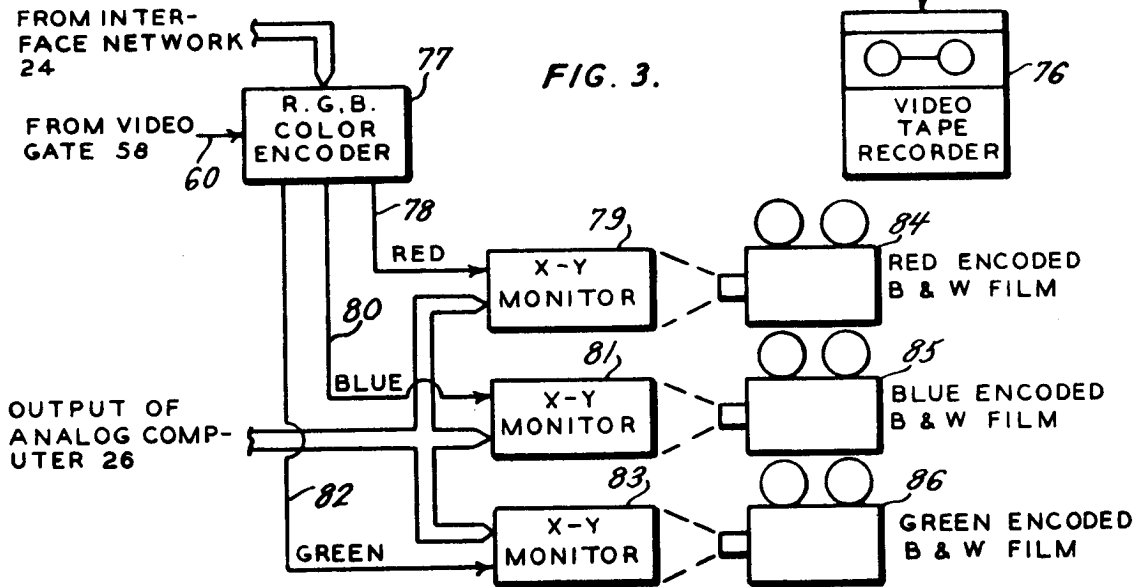 FROM INTER-
FACE NETWORK
24
77
FIG. 3.
76
R.G.B.
COLOR
ENCODER
FROM VIDEO
GATE 58
60
VIDEO
TAPE
RECORDER
78
RED
79
X-Y
MONITOR
84
RED ENCODED
B & W FILM
80
BLUE
81
X-Y
MONITOR
85
BLUE ENCODED
B & W FILM
OUTPUT OF
ANALOG COMP-
UTER 26
82
GREEN
83
X-Y
MONITOR
86
GREEN ENCODED
B & W FILM